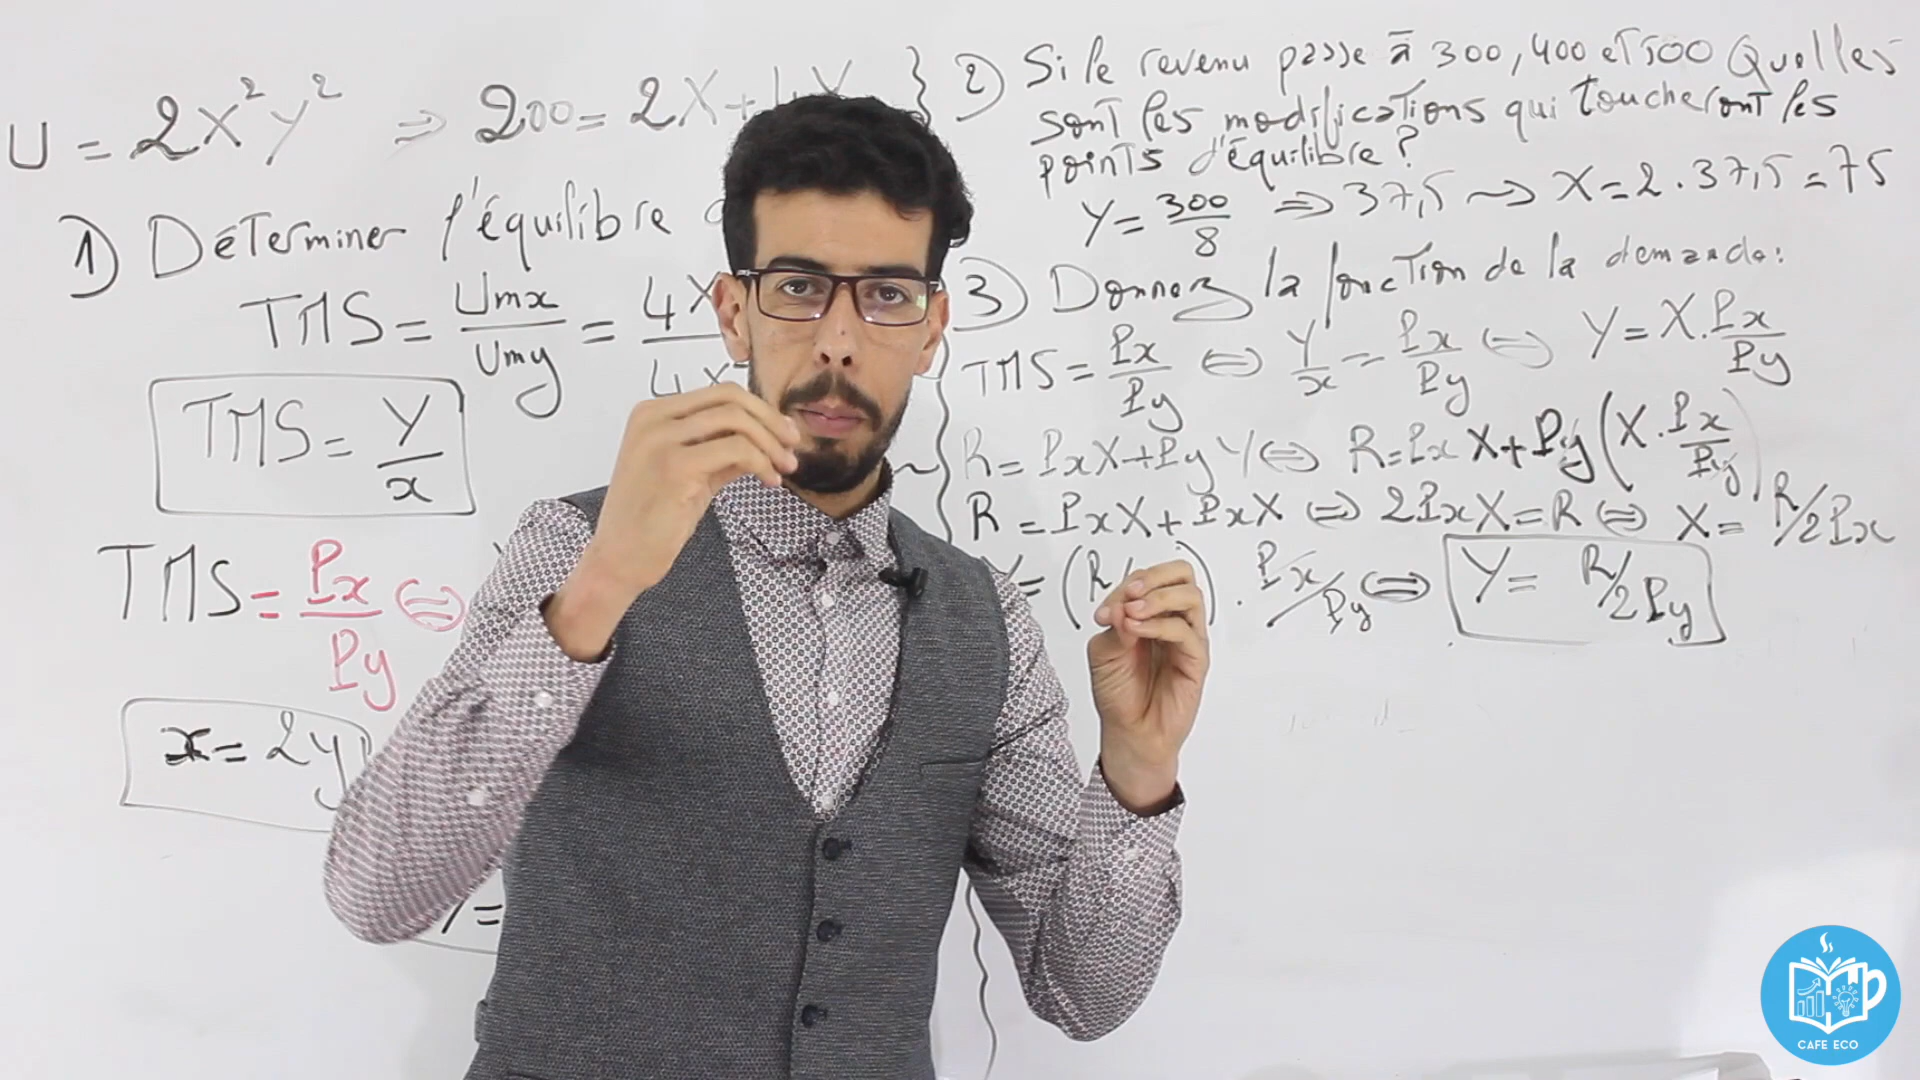 U = 2X²Y² ⇒ 200 = 2X + 4Y }
1) Déterminer l'équilibre
TMS = Umx/Umy = 4X
TMS = Y/x
TMS = Px/Py ⇔
x = 2y
Y =
2) Si le revenu passe à 300, 400 et 500 Quelles
sont les modifications qui toucheront les
points d'équilibre ?
Y = 300/8 ⇒ 37,5 ⇝ X = 2 . 37,5 = 75
3) Donnez la fonction de la demande :
TMS = Px/Py ⇔ Y/x = Px/Py ⇔ Y = X . Px/Py
R = PxX + PyY ⇔ R = PxX + Py (X . Px/Py)
R = PxX + PxX ⇔ 2PxX = R ⇔ X = R/2Px
Y = (R/ ) . Px/Py ⇔ Y = R/2Py
CAFE ECO